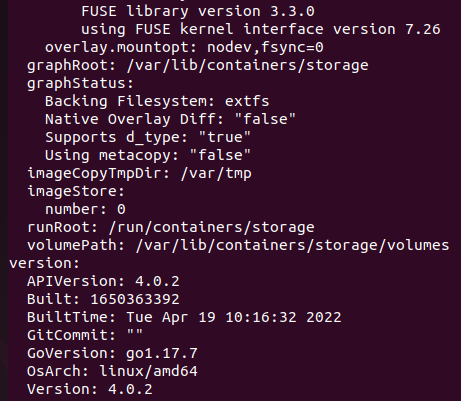 FUSE library version 3.3.0
using FUSE kernel interface version 7.26
overlay.mountopt: nodev,fsync=0
graphRoot: /var/lib/containers/storage
graphStatus:
Backing Filesystem: extfs
Native Overlay Diff: "false"
Supports d_type: "true"
Using metacopy: "false"
imageCopyTmpDir: /var/tmp
imageStore:
number: 0
runRoot: /run/containers/storage
volumePath: /var/lib/containers/storage/volumes
version:
APIVersion: 4.0.2
Built: 1650363392
BuiltTime: Tue Apr 19 10:16:32 2022
GitCommit: ""
GoVersion: go1.17.7
OsArch: linux/amd64
Version: 4.0.2